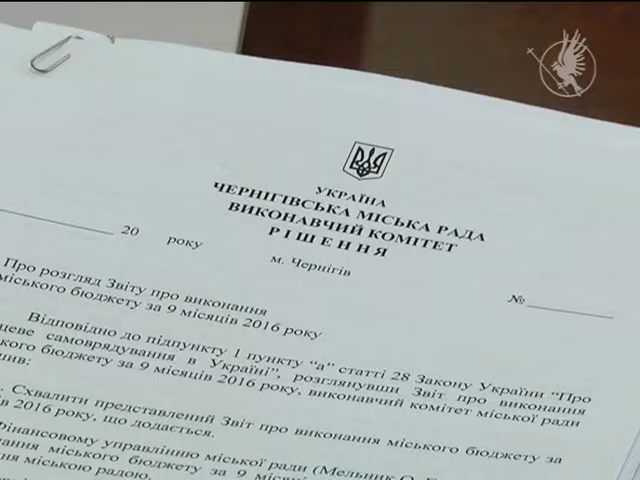 УКРАЇНА
ЧЕРНІГІВСЬКА МІСЬКА РАДА
ВИКОНАВЧИЙ КОМІТЕТ
Р І Ш Е Н Н Я
20 року
м. Чернігів
№
Про розгляд Звіту про виконання
міського бюджету за 9 місяців 2016 року
Відповідно до підпункту 1 пункту “а” статті 28 Закону України “Про
самоврядування в Україні”, розглянувши Звіт про виконання
бюджету за 9 місяців 2016 року, виконавчий комітет міської ради
Схвалити представлений Звіт про виконання міського бюджету за
2016 року, що додається.
Фінансовому управлінню міської ради (Мельник О.
міського бюджету за 9
міською радою.